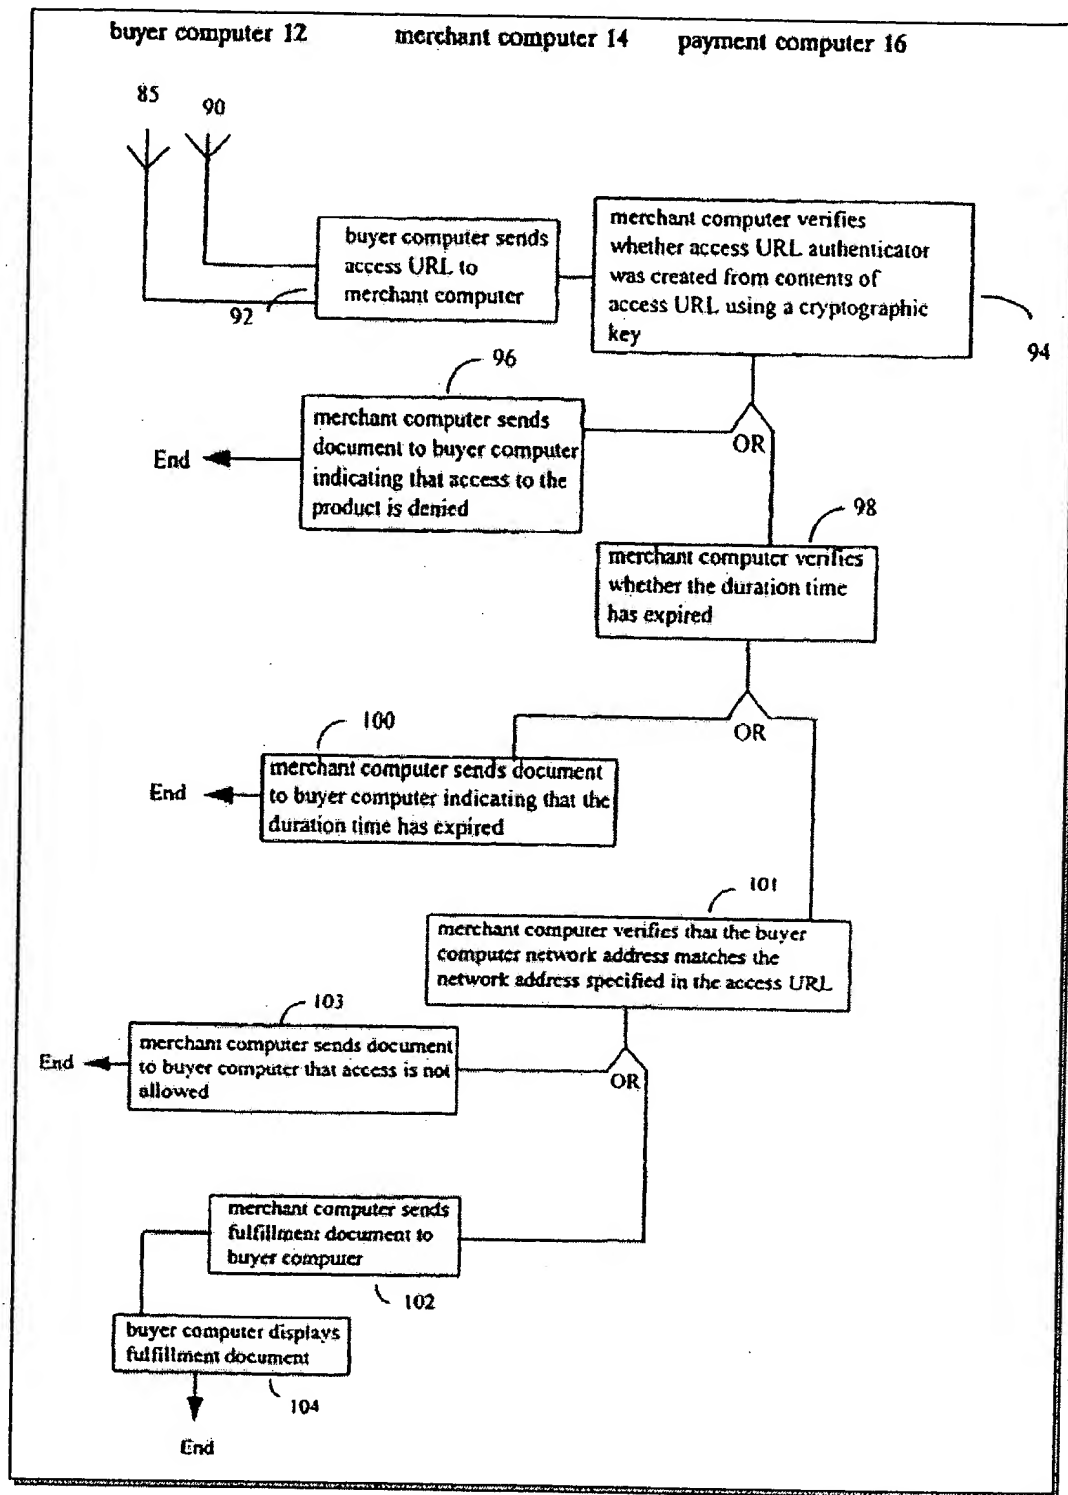 buyer computer 12 merchant computer 14 payment computer 16
85 90
buyer computer sends
access URL to
merchant computer
92
merchant computer verifies
whether access URL authenticator
was created from contents of
access URL using a cryptographic
key
94
96
merchant computer sends
document to buyer computer
indicating that access to the
product is denied
End
OR
98
merchant computer verifies
whether the duration time
has expired
OR
100
merchant computer sends document
to buyer computer indicating that the
duration time has expired
End
101
merchant computer verifies that the buyer
computer network address matches the
network address specified in the access URL
103
merchant computer sends document
to buyer computer that access is not
allowed
End
OR
merchant computer sends
fulfillment document to
buyer computer
102
buyer computer displays
fulfillment document
104
End